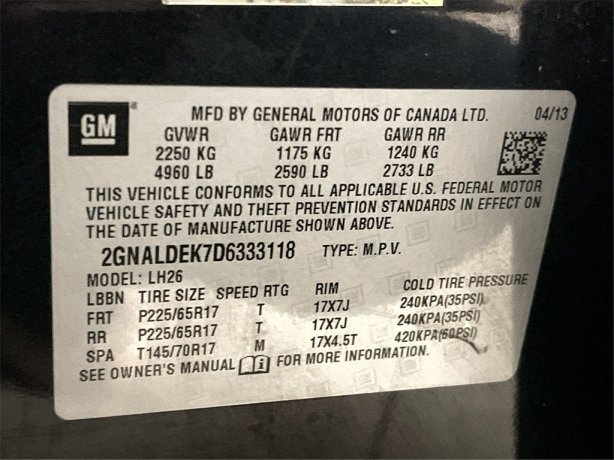 GM
MFD BY GENERAL MOTORS OF CANADA LTD. 04/13
GVWR GAWR FRT GAWR RR
2250 KG 1175 KG 1240 KG
4960 LB 2590 LB 2733 LB
THIS VEHICLE CONFORMS TO ALL APPLICABLE U.S. FEDERAL MOTOR
VEHICLE SAFETY AND THEFT PREVENTION STANDARDS IN EFFECT ON
THE DATE OF MANUFACTURE SHOWN ABOVE.
2GNALDEK7D6333118 TYPE: M.P.V.
MODEL: LH26
LBBN TIRE SIZE SPEED RTG RIM COLD TIRE PRESSURE
FRT P225/65R17 T 17X7J 240KPA(35PSI)
RR P225/65R17 T 17X7J 240KPA(35PSI)
SPA T145/70R17 M 17X4.5T 420KPA(60PSI)
SEE OWNER'S MANUAL FOR MORE INFORMATION.